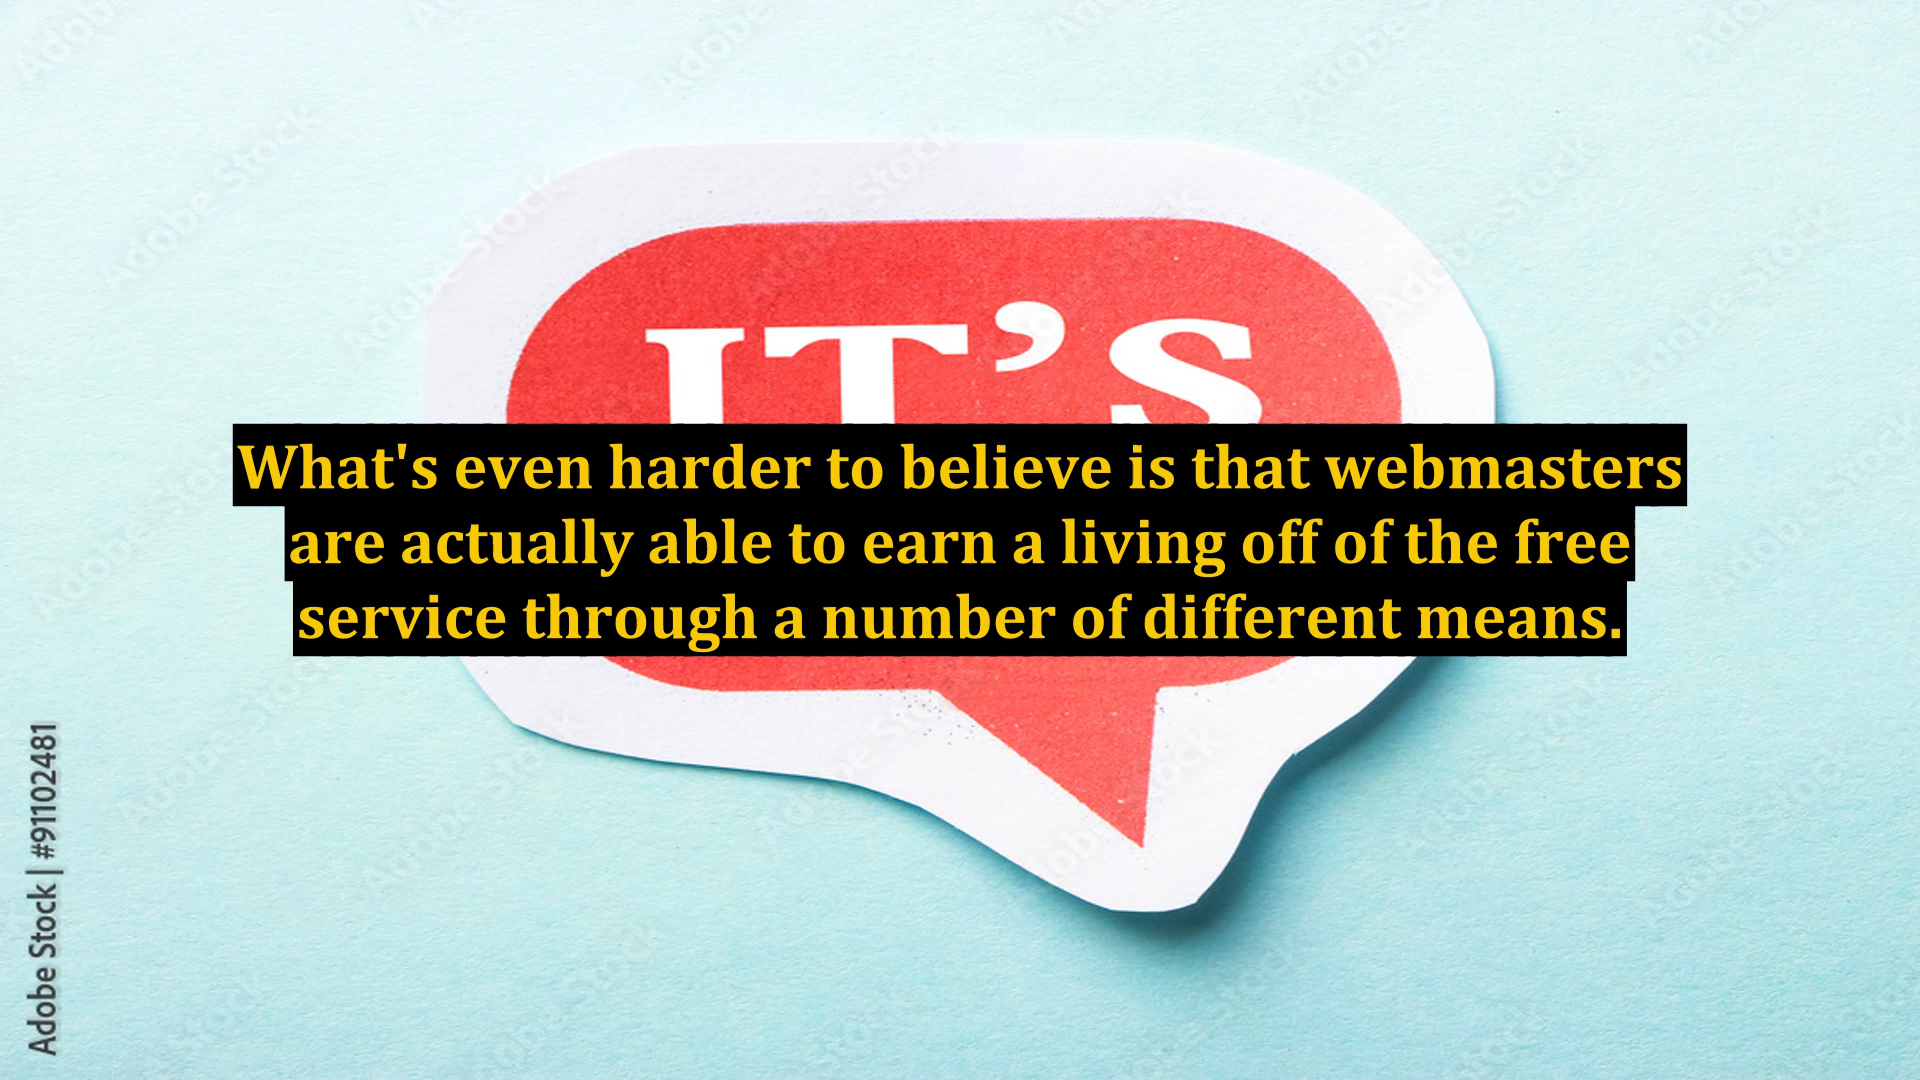 IT'S
What's even harder to believe is that webmasters
are actually able to earn a living off of the free
service through a number of different means.
Adobe Stock | #91102481